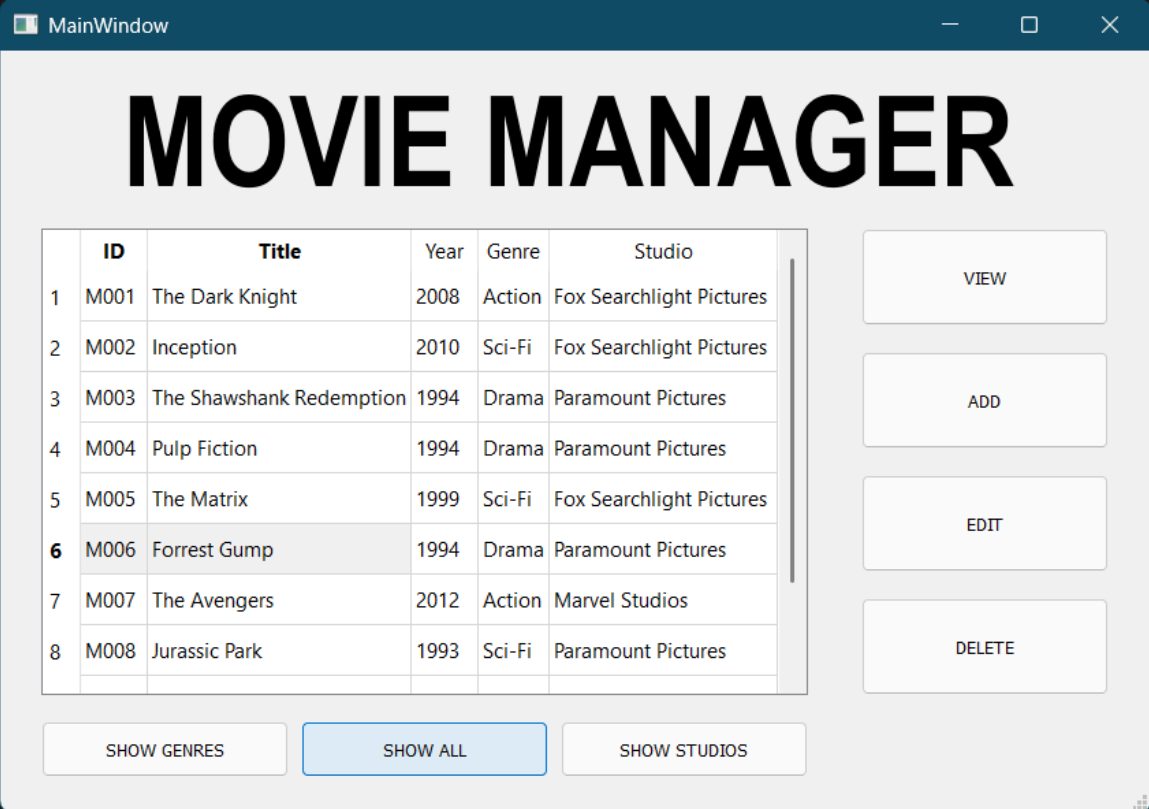 MainWindow
MOVIE MANAGER
ID Title Year Genre Studio
1 M001 The Dark Knight 2008 Action Fox Searchlight Pictures
2 M002 Inception 2010 Sci-Fi Fox Searchlight Pictures
3 M003 The Shawshank Redemption 1994 Drama Paramount Pictures
4 M004 Pulp Fiction 1994 Drama Paramount Pictures
5 M005 The Matrix 1999 Sci-Fi Fox Searchlight Pictures
6 M006 Forrest Gump 1994 Drama Paramount Pictures
7 M007 The Avengers 2012 Action Marvel Studios
8 M008 Jurassic Park 1993 Sci-Fi Paramount Pictures
VIEW
ADD
EDIT
DELETE
SHOW GENRES SHOW ALL SHOW STUDIOS